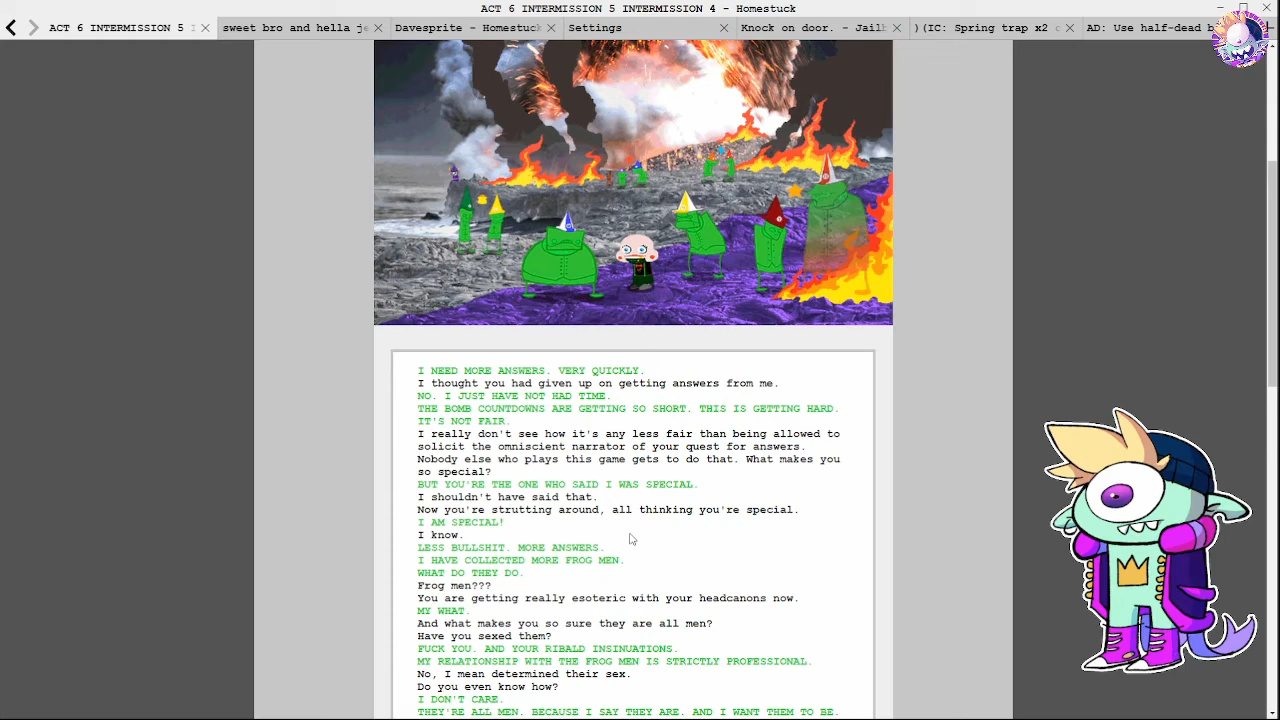 ACT 6 INTERMISSION 5 INTERMISSION 4 - Homestuck
ACT 6 INTERMISSION 5 I
sweet bro and hella je
Davesprite - Homestuck
Settings
Knock on door. - Jailb
)(IC: Spring trap x2 c
AD: Use half-dead b
I NEED MORE ANSWERS. VERY QUICKLY.
I thought you had given up on getting answers from me.
NO. I JUST HAVE NOT HAD TIME.
THE BOMB COUNTDOWNS ARE GETTING SO SHORT. THIS IS GETTING HARD.
IT'S NOT FAIR.
I really don't see how it's any less fair than being allowed to
solicit the omniscient narrator of your quest for answers.
Nobody else who plays this game gets to do that. What makes you
so special?
BUT YOU'RE THE ONE WHO SAID I WAS SPECIAL.
I shouldn't have said that.
Now you're strutting around, all thinking you're special.
I AM SPECIAL!
I know.
LESS BULLSHIT. MORE ANSWERS.
I HAVE COLLECTED MORE FROG MEN.
WHAT DO THEY DO.
Frog men???
You are getting really esoteric with your headcanons now.
MY WHAT.
And what makes you so sure they are all men?
Have you sexed them?
FUCK YOU. AND YOUR RIBALD INSINUATIONS.
MY RELATIONSHIP WITH THE FROG MEN IS STRICTLY PROFESSIONAL.
No, I mean determined their sex.
Do you even know how?
I DON'T CARE.
THEY'RE ALL MEN. BECAUSE I SAY THEY ARE. AND I WANT THEM TO BE.